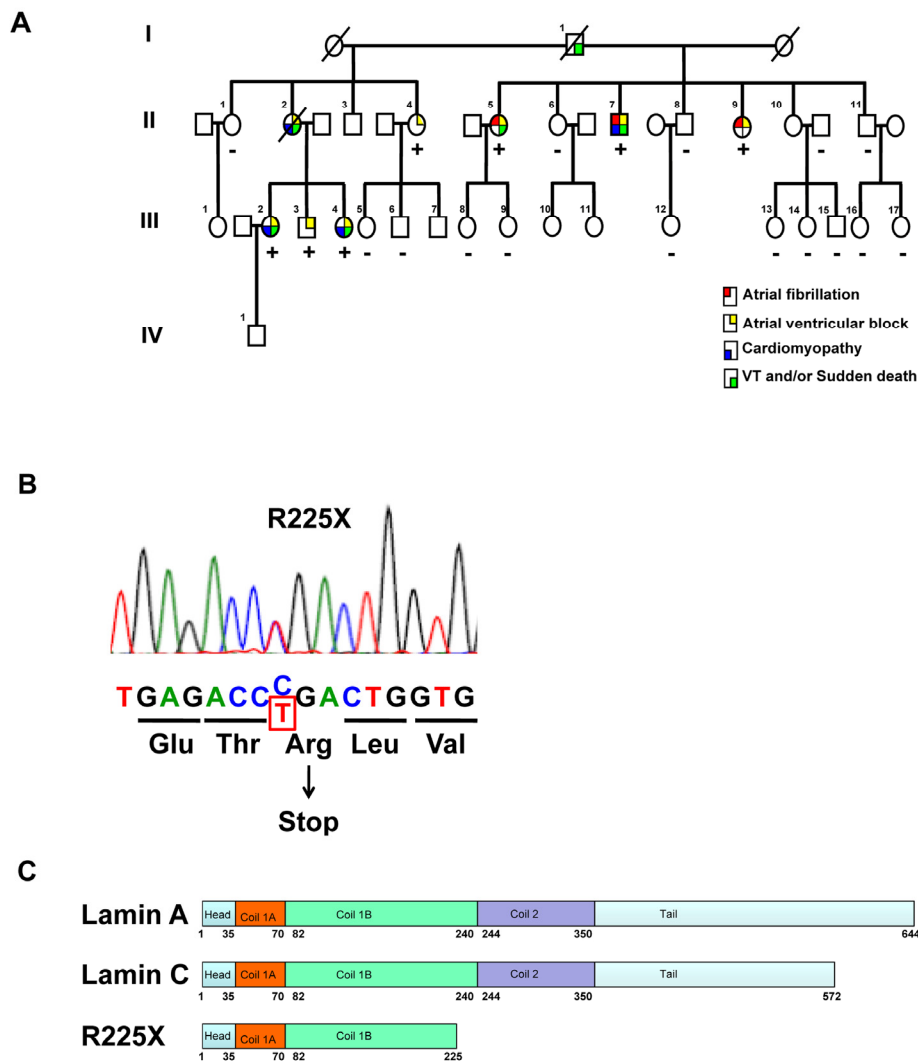 A
I
1
II
1 2 3 4 5 6 7 8 9 10 11
- + + + - + - + - -
III
1 2 3 4 5 6 7 8 9 10 11 12 13 14 15 16 17
+ + + - - - - - - - - - - - -
IV
1
Atrial fibrillation
Atrial ventricular block
Cardiomyopathy
VT and/or Sudden death
B
R225X
TGAGACCCGACTGGTG
T
Glu Thr Arg Leu Val
Stop
C
Lamin A Head Coil 1A Coil 1B Coil 2 Tail
1 35 70 82 240 244 350 644
Lamin C Head Coil 1A Coil 1B Coil 2 Tail
1 35 70 82 240 244 350 572
R225X Head Coil 1A Coil 1B
1 35 70 82 225